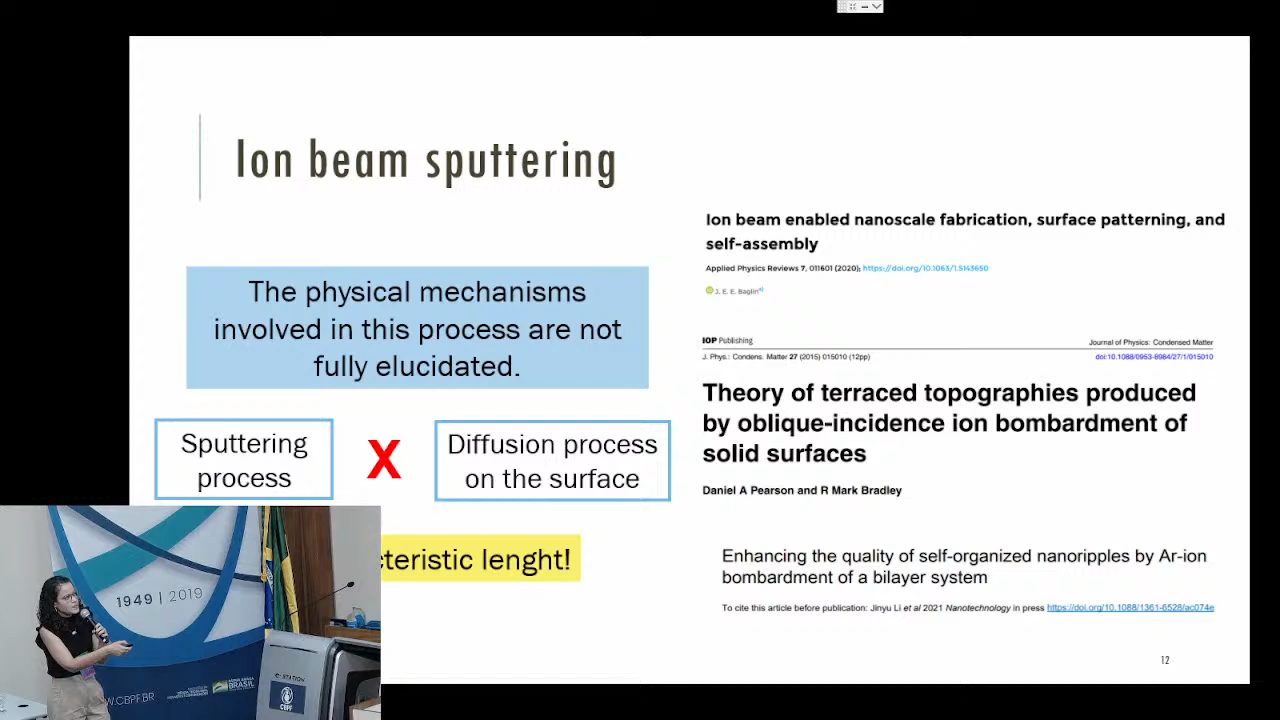 Ion beam sputtering
The physical mechanisms
involved in this process are not
fully elucidated.
Sputtering
process
X
Diffusion process
on the surface
cteristic lenght!
Ion beam enabled nanoscale fabrication, surface patterning, and
self-assembly
Applied Physics Reviews 7, 011601 (2020); https://doi.org/10.1063/1.5143650
J. E. E. Baglin
IOP Publishing
Journal of Physics: Condensed Matter
J. Phys.: Condens. Matter 27 (2015) 015010 (12pp)
doi:10.1088/0953-8984/27/1/015010
Theory of terraced topographies produced
by oblique-incidence ion bombardment of
solid surfaces
Daniel A Pearson and R Mark Bradley
Enhancing the quality of self-organized nanoripples by Ar-ion
bombardment of a bilayer system
To cite this article before publication: Jinyu Li et al 2021 Nanotechnology in press https://doi.org/10.1088/1361-6528/ac074e
12
1949 | 2019
WW.CBPF.BR
BRASIL
STATION
CBPF